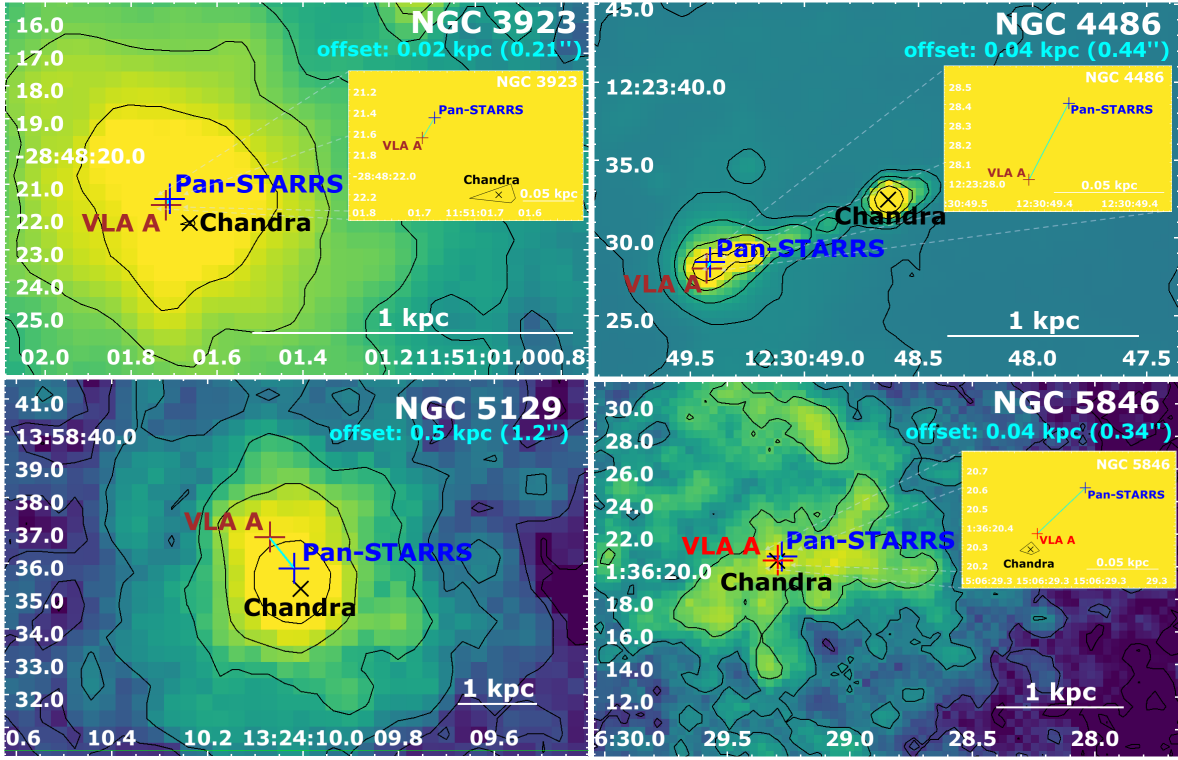 NGC 3923
offset: 0.02 kpc (0.21'')
16.0
17.0
18.0
19.0
-28:48:20.0
21.0
22.0
23.0
24.0
25.0
Pan-STARRS
VLA A
Chandra
1 kpc
02.0 01.8 01.6 01.4 01.2 11:51:01.0 00.8
NGC 3923
21.2
21.4
21.6
21.8
-28:48:22.0
22.2
Pan-STARRS
VLA A
Chandra
0.05 kpc
01.8 01.7 11:51:01.7 01.6
NGC 4486
offset: 0.04 kpc (0.44'')
45.0
12:23:40.0
35.0
30.0
25.0
Chandra
Pan-STARRS
VLA A
1 kpc
49.5 12:30:49.0 48.5 48.0 47.5
NGC 4486
28.5
28.4
28.3
28.2
28.1
12:23:28.0
Pan-STARRS
VLA A
0.05 kpc
:30:49.5 12:30:49.4 12:30:49.4
NGC 5129
offset: 0.5 kpc (1.2'')
41.0
13:58:40.0
39.0
38.0
37.0
36.0
35.0
34.0
33.0
32.0
VLA A
Pan-STARRS
Chandra
1 kpc
0.6 10.4 10.2 13:24:10.0 09.8 09.6
NGC 5846
offset: 0.04 kpc (0.34'')
30.0
28.0
26.0
24.0
22.0
1:36:20.0
18.0
16.0
14.0
12.0
VLA A
Pan-STARRS
Chandra
1 kpc
6:30.0 29.5 29.0 28.5 28.0
NGC 5846
20.7
20.6
20.5
1:36:20.4
20.3
20.2
Pan-STARRS
VLA A
Chandra
0.05 kpc
15:06:29.3 15:06:29.3 15:06:29.3 29.3